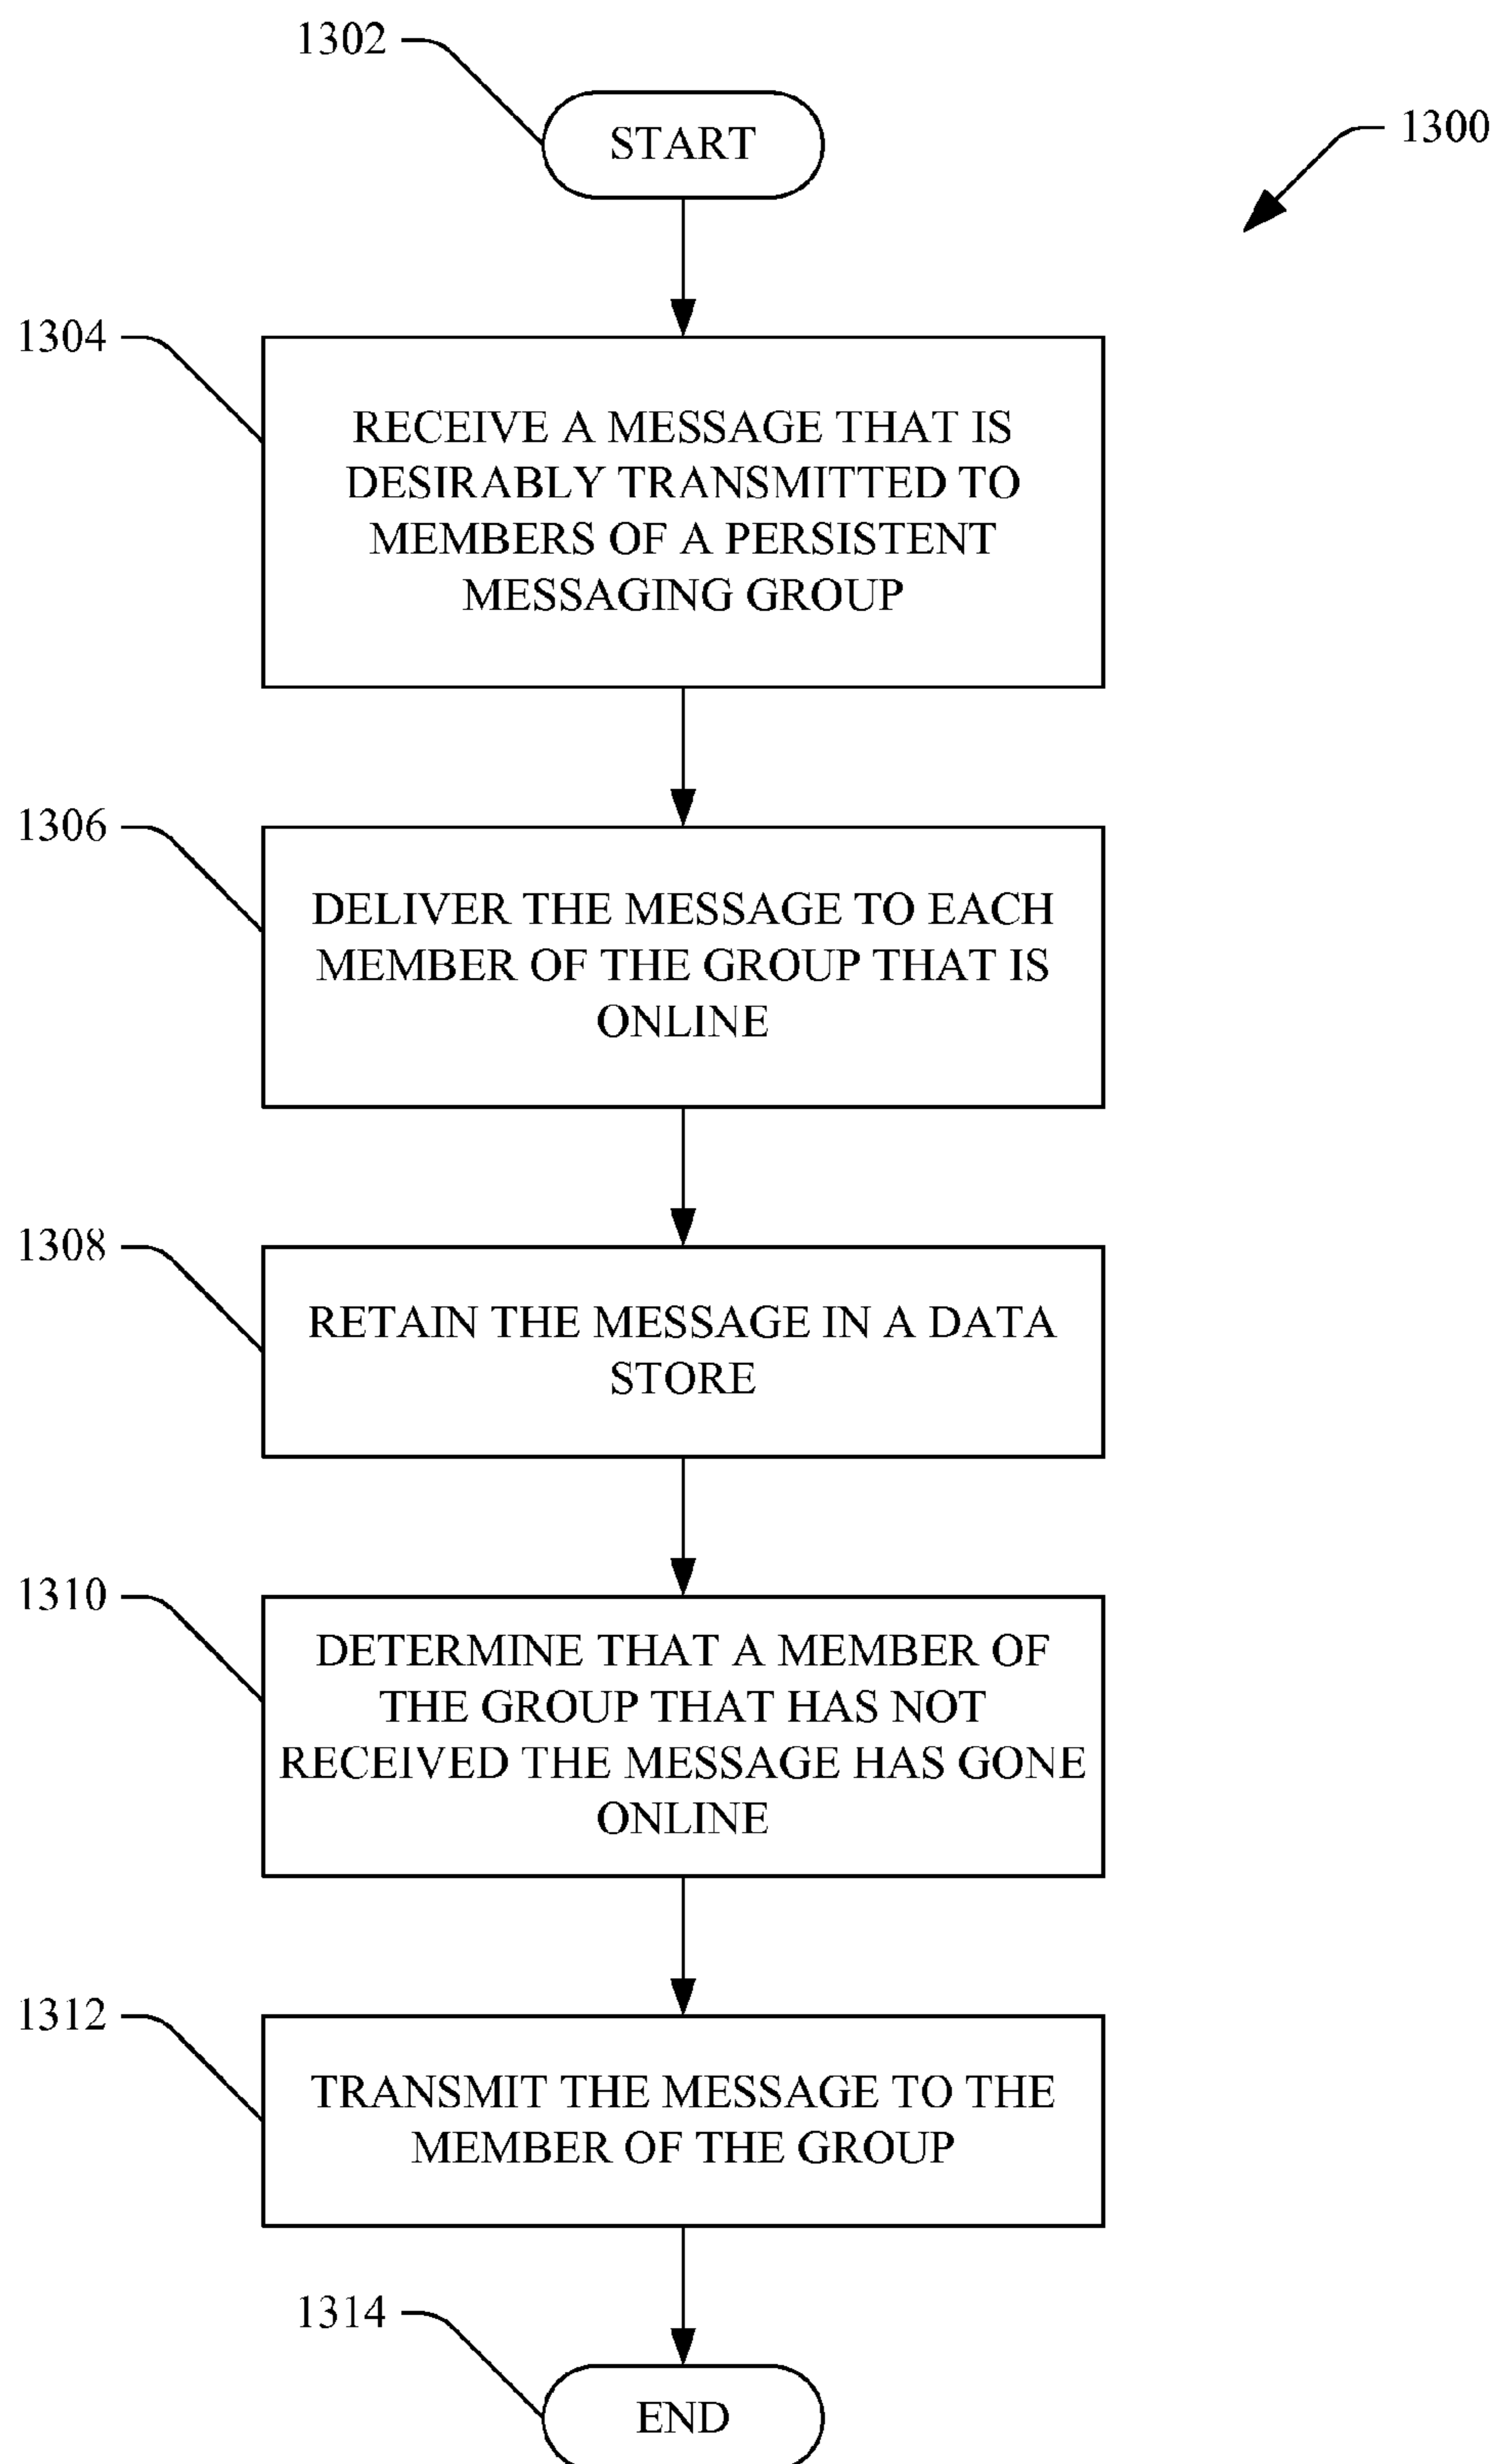 1302
START
1300
1304
RECEIVE A MESSAGE THAT IS
DESIRABLY TRANSMITTED TO
MEMBERS OF A PERSISTENT
MESSAGING GROUP
1306
DELIVER THE MESSAGE TO EACH
MEMBER OF THE GROUP THAT IS
ONLINE
1308
RETAIN THE MESSAGE IN A DATA
STORE
1310
DETERMINE THAT A MEMBER OF
THE GROUP THAT HAS NOT
RECEIVED THE MESSAGE HAS GONE
ONLINE
1312
TRANSMIT THE MESSAGE TO THE
MEMBER OF THE GROUP
1314
END